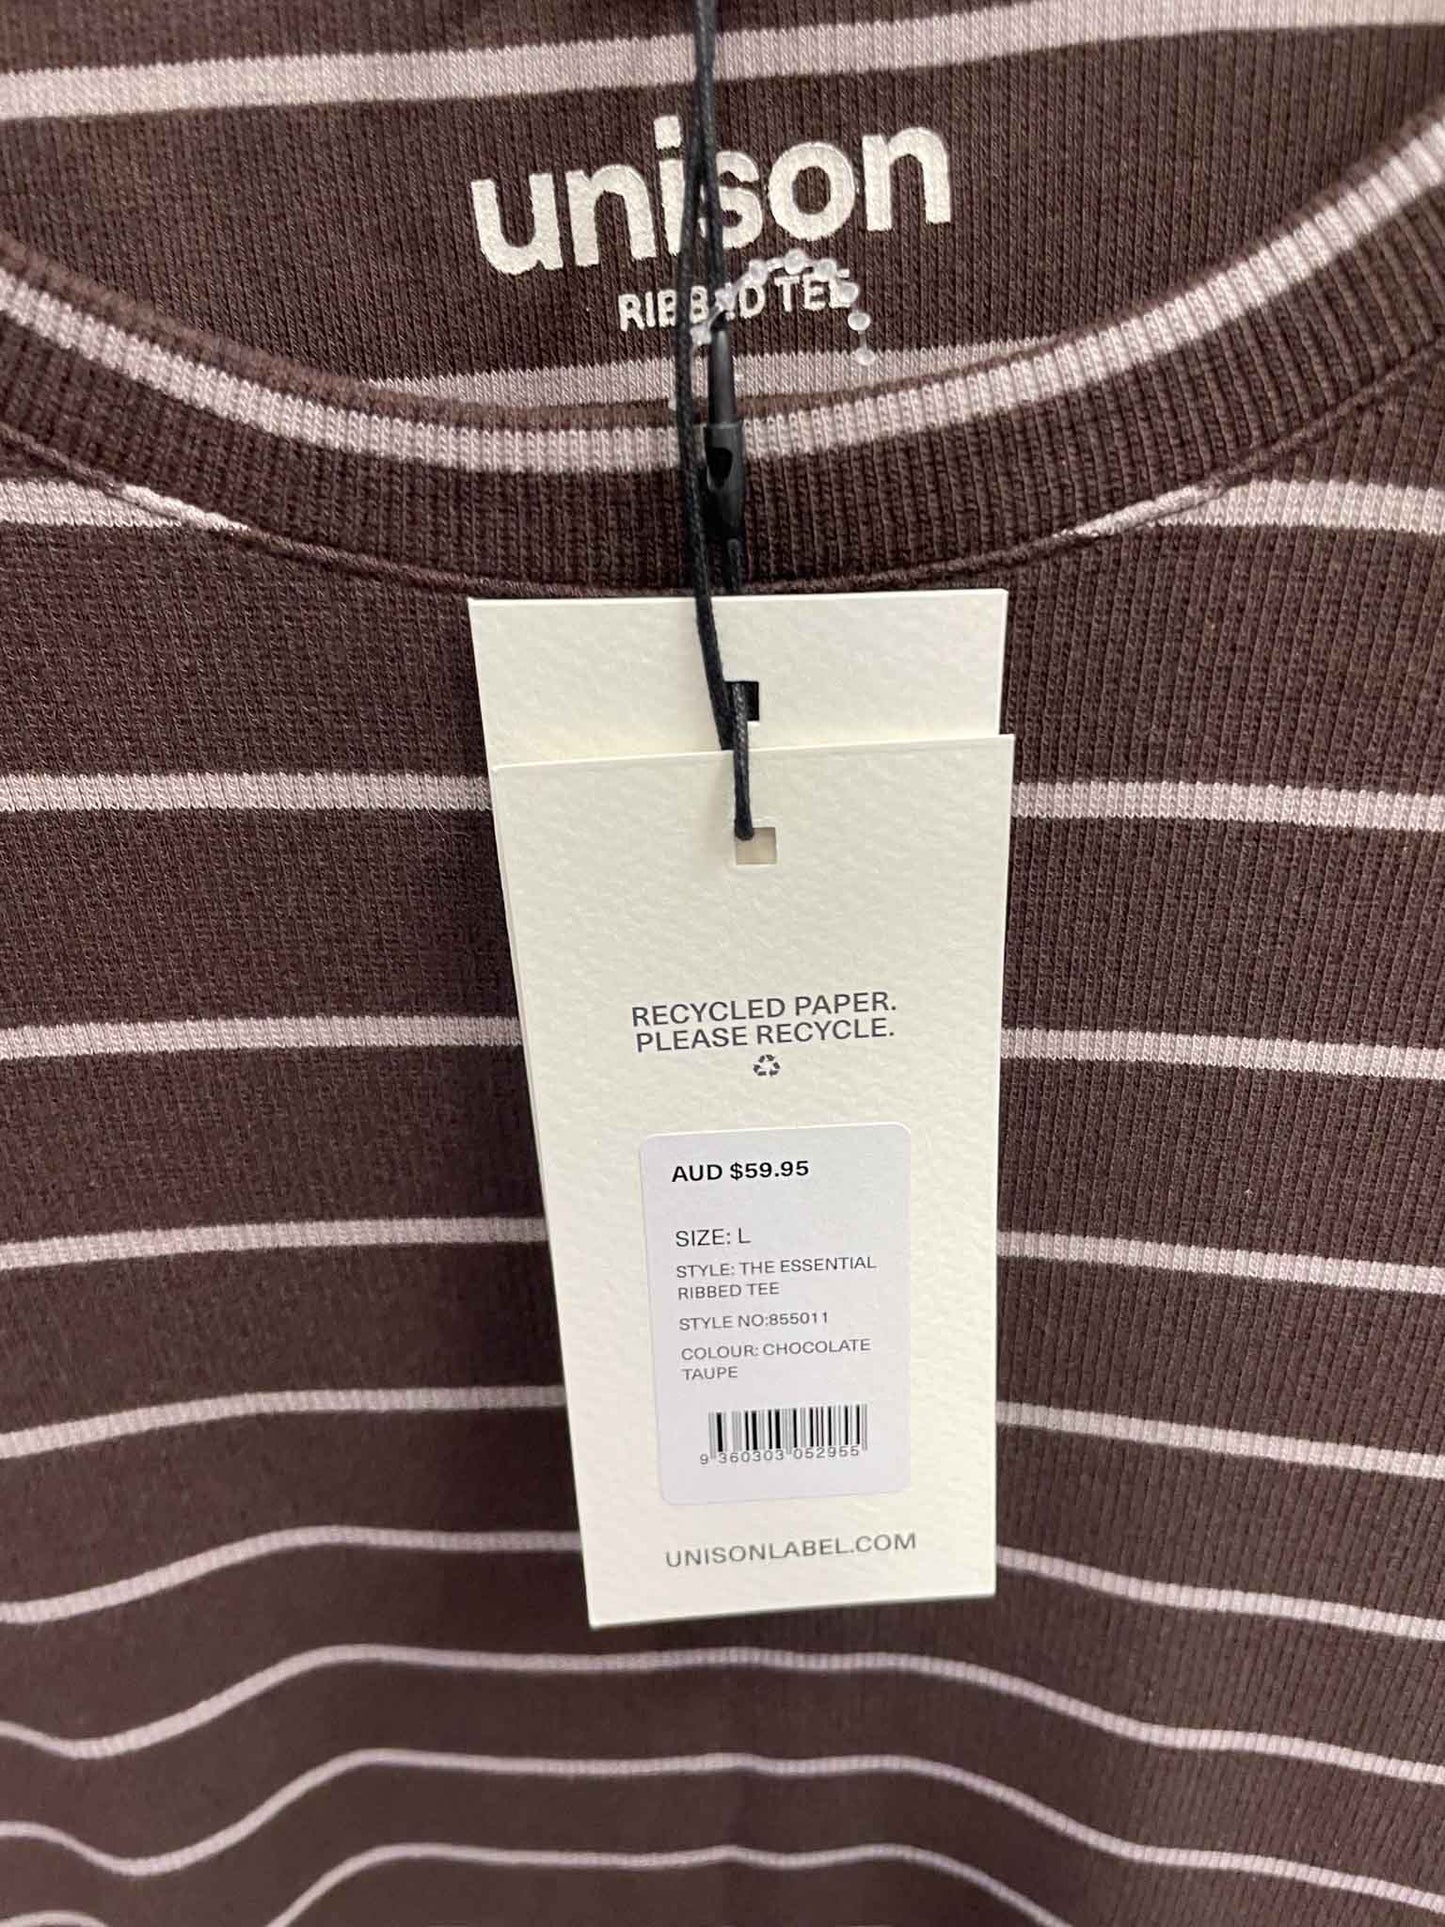 unison
RIBBED TEE
RECYCLED PAPER.
PLEASE RECYCLE.
AUD $59.95
SIZE: L
STYLE: THE ESSENTIAL
RIBBED TEE
STYLE NO:855011
COLOUR: CHOCOLATE
TAUPE
9 360303 052955
UNISONLABEL.COM